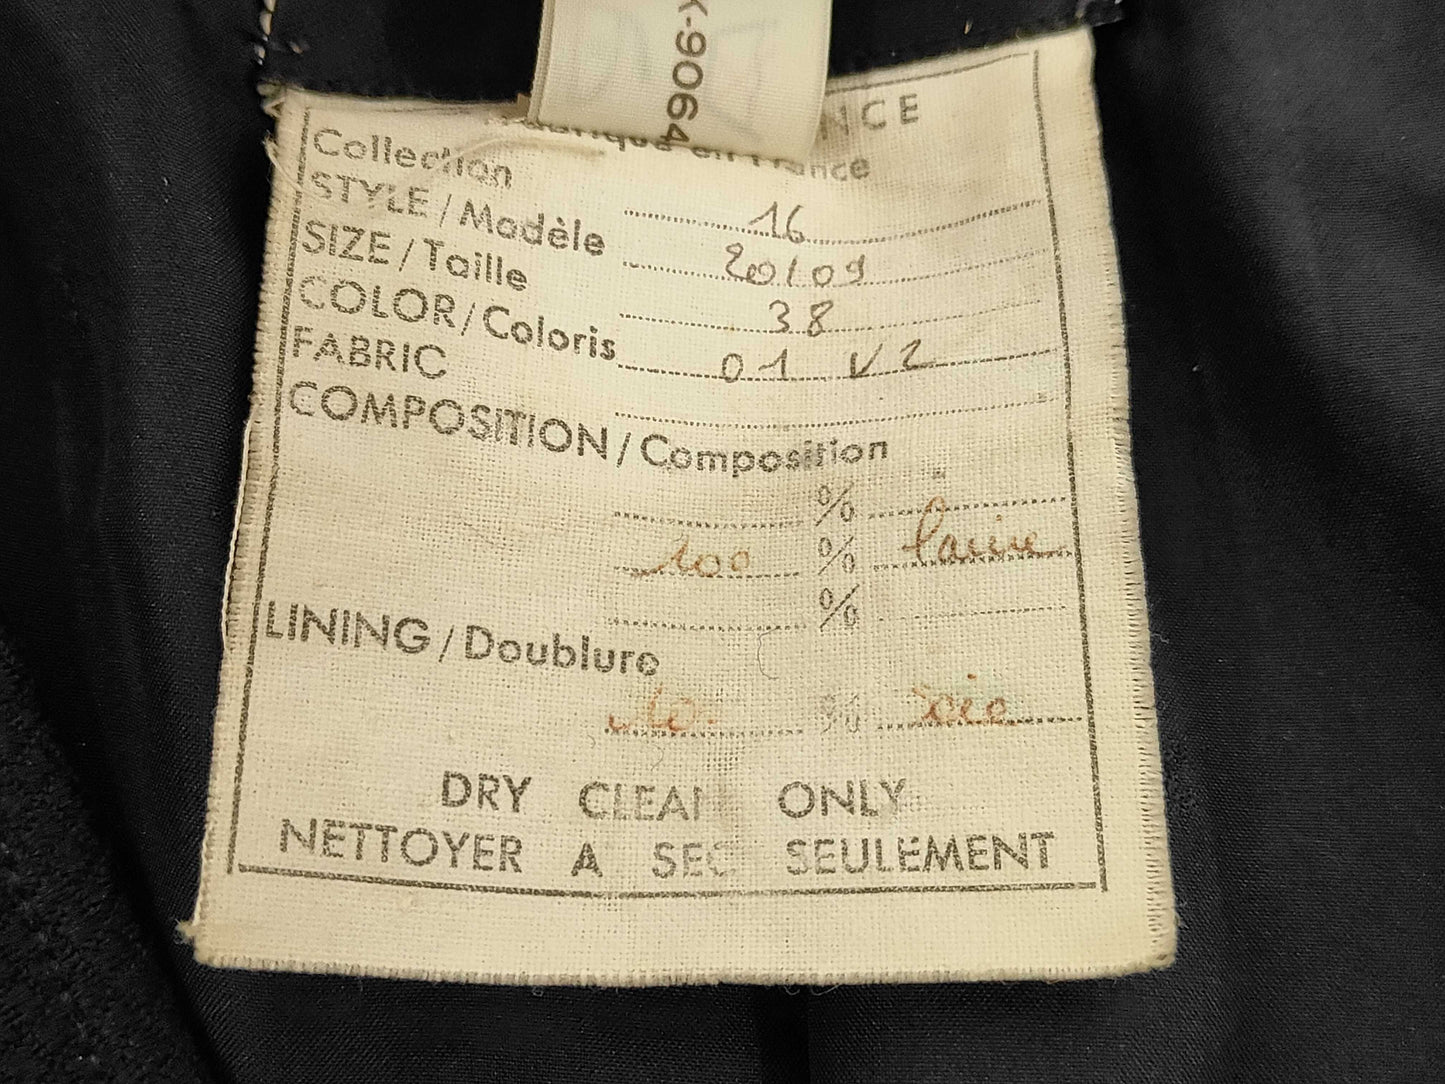 K-9064
NCE
en France
Collection 16
STYLE / Modèle 20109
SIZE / Taille 38
COLOR / Coloris 01 V2
FABRIC
COMPOSITION / Composition
%
100 % laine
%
LINING / Doublure
% soie
DRY CLEAN ONLY
NETTOYER A SEC SEULEMENT